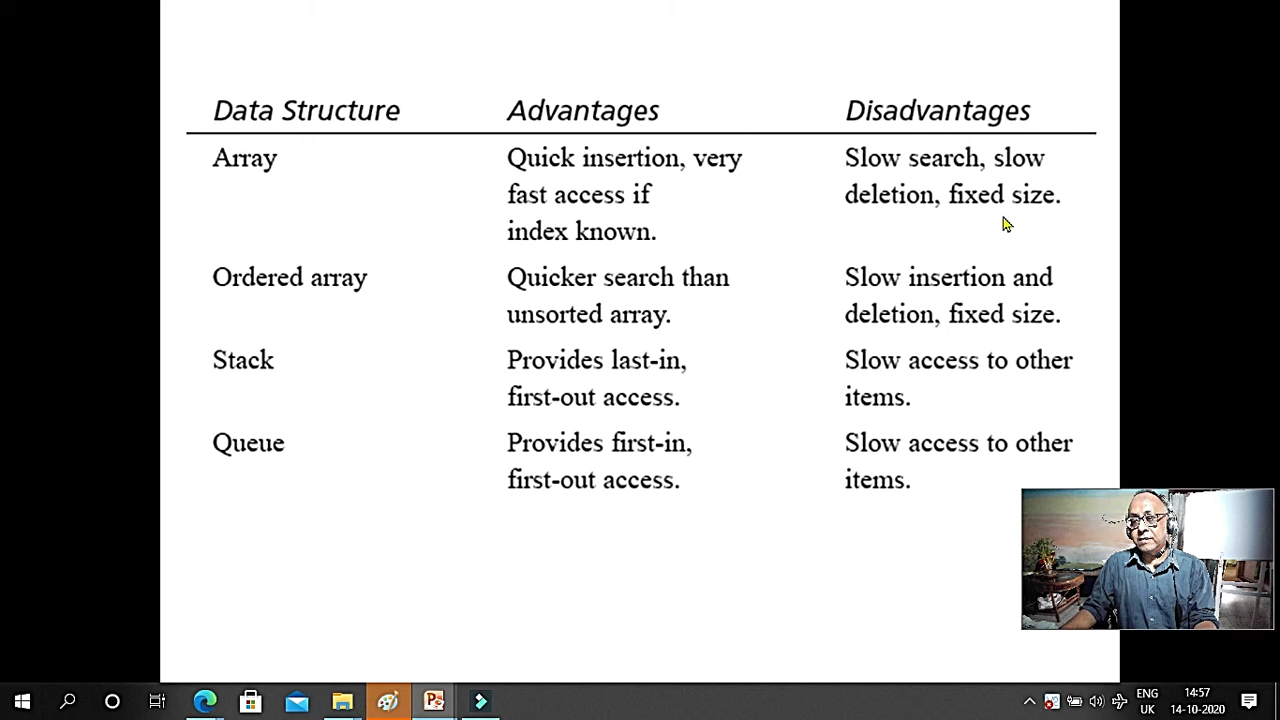 Data Structure Advantages Disadvantages
Array Quick insertion, very Slow search, slow
fast access if deletion, fixed size.
index known.
Ordered array Quicker search than Slow insertion and
unsorted array. deletion, fixed size.
Stack Provides last-in, Slow access to other
first-out access. items.
Queue Provides first-in, Slow access to other
first-out access. items.
ENG 14:57
UK 14-10-2020